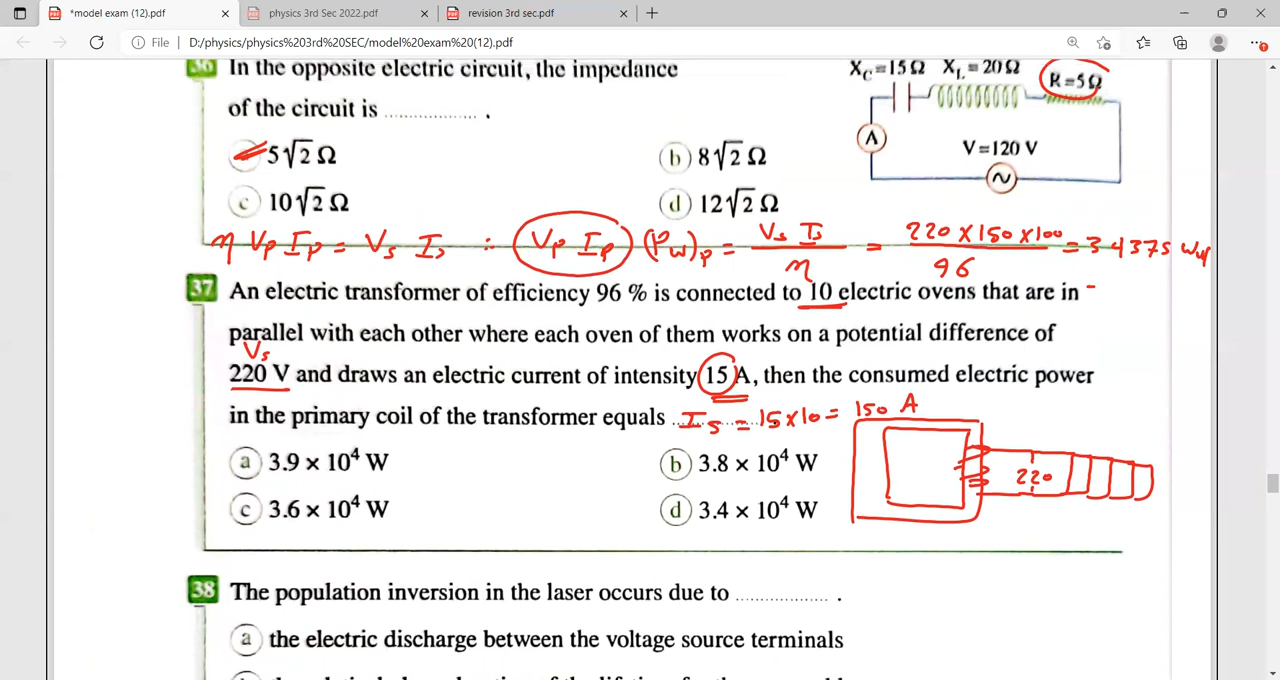 *model exam (12).pdf
physics 3rd Sec 2022.pdf
revision 3rd sec.pdf
File
D:/physics/physics%203rd%20SEC/model%20exam%20(12).pdf
36 In the opposite electric circuit, the impedance
of the circuit is .................... .
X_C=15Ω X_L=20Ω R=5Ω
A
V=120 V
5√2 Ω
b 8√2 Ω
c 10√2 Ω
d 12√2 Ω
η Vp Ip = Vs Is ∴ Vp Ip (Pw)p = Vs Is / η = 220 x 150 x 100 / 96 = 34375
37 An electric transformer of efficiency 96 % is connected to 10 electric ovens that are in
parallel with each other where each oven of them works on a potential difference of
Vs
220 V and draws an electric current of intensity 15 A, then the consumed electric power
in the primary coil of the transformer equals ........ Is = 15x10 = 150 A
a 3.9 × 10⁴ W
b 3.8 × 10⁴ W
c 3.6 × 10⁴ W
d 3.4 × 10⁴ W
220
38 The population inversion in the laser occurs due to .................... .
a the electric discharge between the voltage source terminals